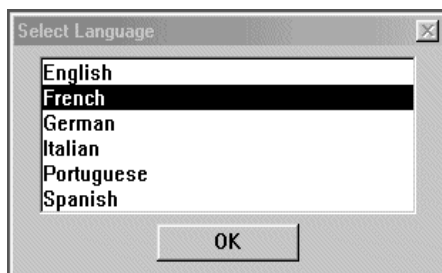 Select Language
English
French
German
Italian
Portuguese
Spanish
OK